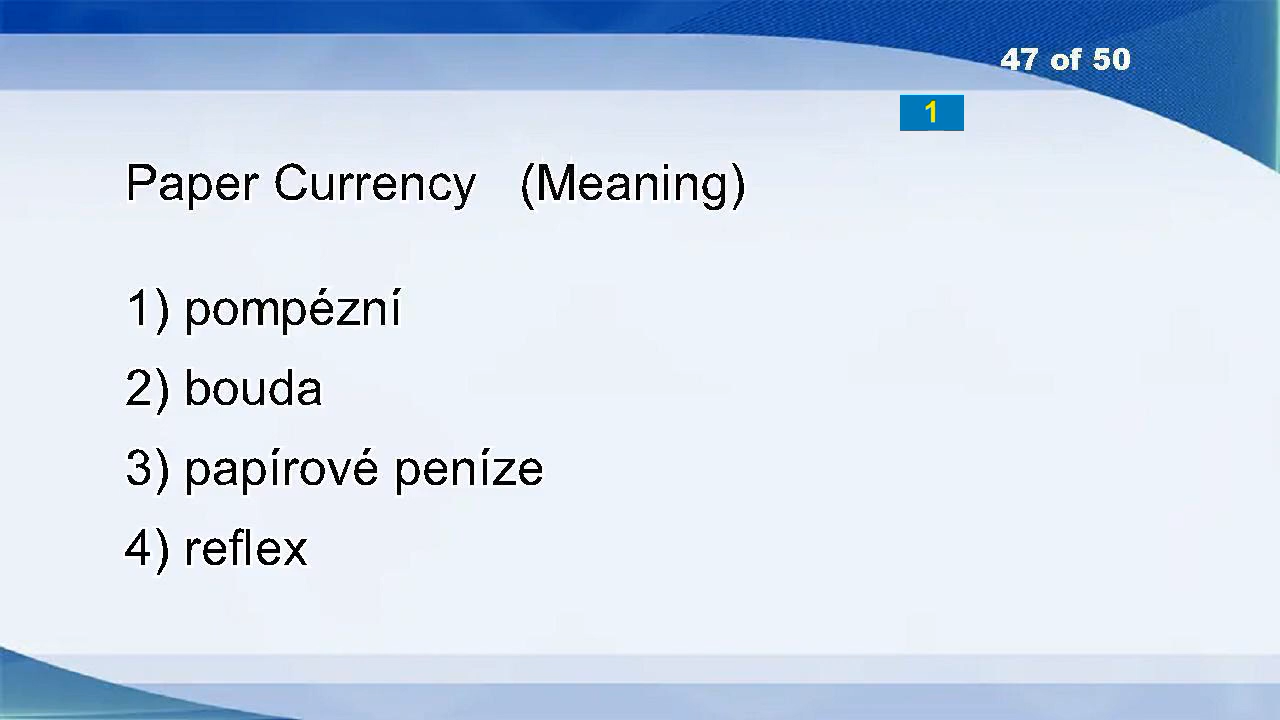 47 of 50
1
Paper Currency (Meaning)
1) pompézní
2) bouda
3) papírové peníze
4) reflex